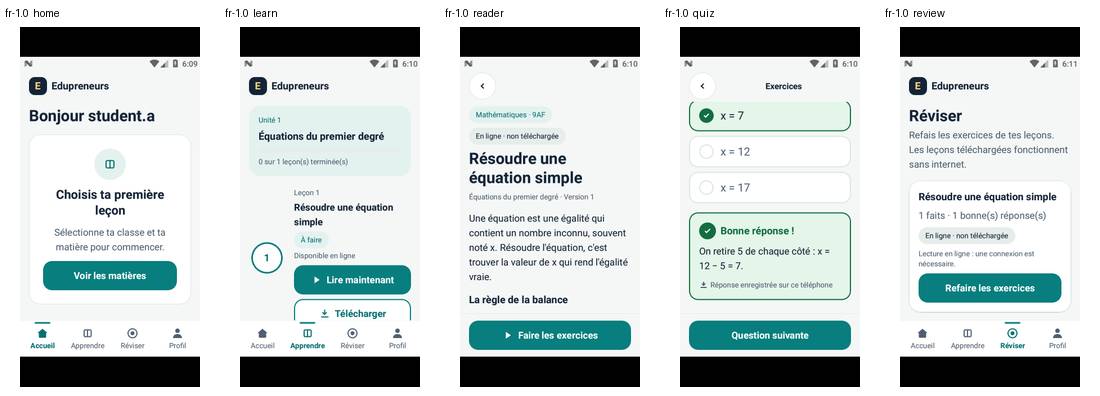 fr-1.0 home
6:09
E Edupreneurs
Bonjour student.a
Choisis ta première
leçon
Sélectionne ta classe et ta
matière pour commencer.
Voir les matières
Accueil Apprendre Réviser Profil
fr-1.0 learn
6:10
E Edupreneurs
Unité 1
Équations du premier degré
0 sur 1 leçon(s) terminée(s)
Leçon 1
Résoudre une équation
simple
À faire
Disponible en ligne
1
Lire maintenant
Télécharger
Accueil Apprendre Réviser Profil
fr-1.0 reader
6:10
Mathématiques · 9AF
En ligne · non téléchargée
Résoudre une
équation simple
Équations du premier degré · Version 1
Une équation est une égalité qui
contient un nombre inconnu, souvent
noté x. Résoudre l'équation, c'est
trouver la valeur de x qui rend l'égalité
vraie.
La règle de la balance
Faire les exercices
fr-1.0 quiz
6:10
Exercices
x = 7
x = 12
x = 17
Bonne réponse !
On retire 5 de chaque côté : x =
12 − 5 = 7.
Réponse enregistrée sur ce téléphone
Question suivante
fr-1.0 review
6:11
E Edupreneurs
Réviser
Refais les exercices de tes leçons.
Les leçons téléchargées fonctionnent
sans internet.
Résoudre une équation simple
1 faits · 1 bonne(s) réponse(s)
En ligne · non téléchargée
Lecture en ligne : une connexion est
nécessaire.
Refaire les exercices
Accueil Apprendre Réviser Profil